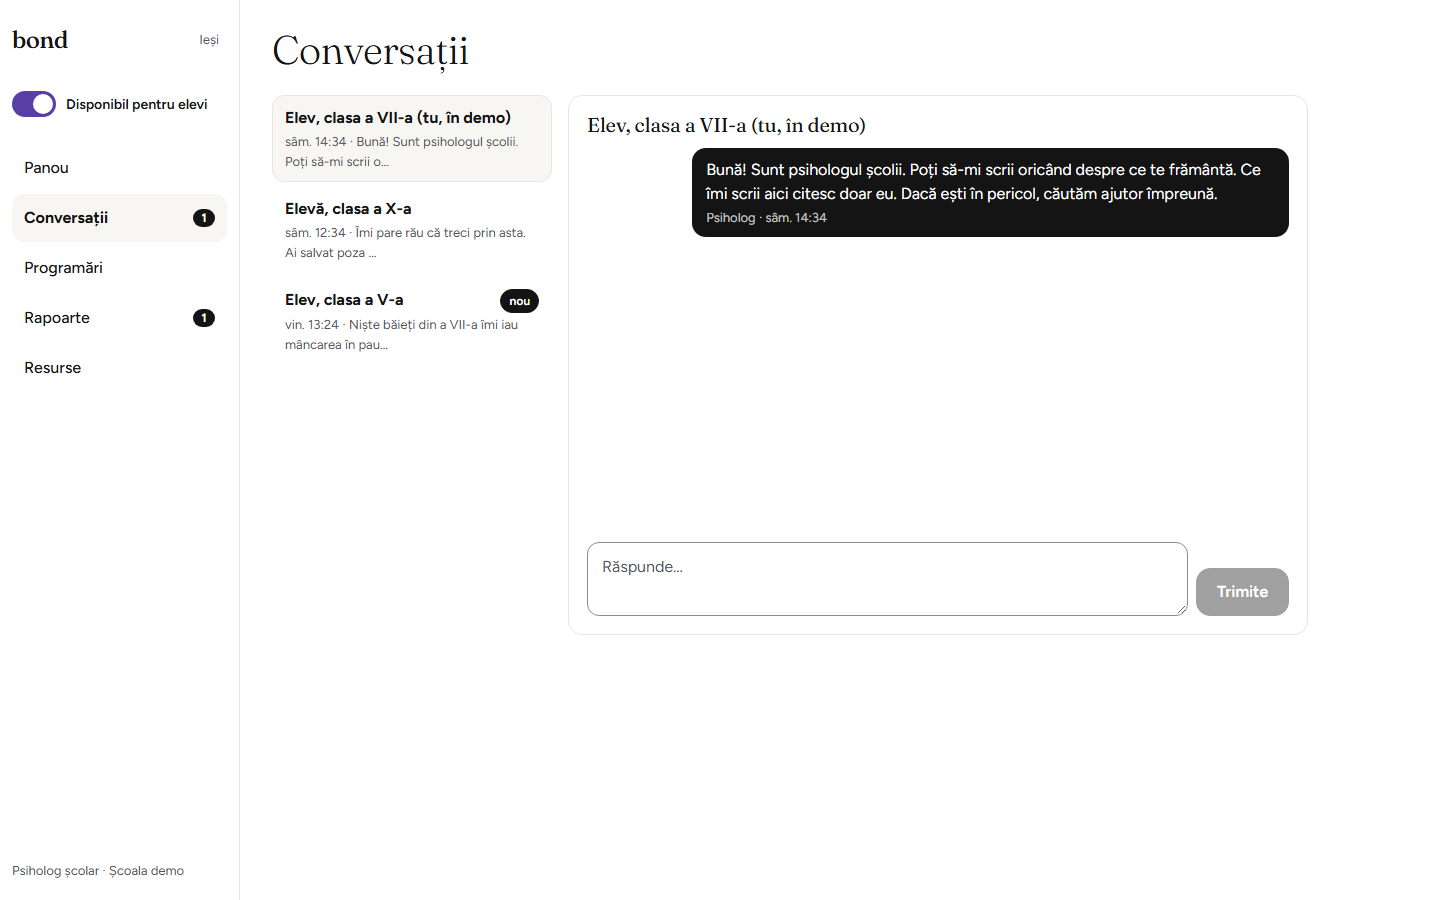 bond
Ieși
Disponibil pentru elevi
Panou
Conversații
1
Programări
Rapoarte
1
Resurse
Psiholog școlar · Școala demo
Conversații
Elev, clasa a VII-a (tu, în demo)
sâm. 14:34 · Bună! Sunt psihologul școlii.
Poți să-mi scrii o...
Elevă, clasa a X-a
sâm. 12:34 · Îmi pare rău că treci prin asta.
Ai salvat poza ...
Elev, clasa a V-a
nou
vin. 13:24 · Niște băieți din a VII-a îmi iau
mâncarea în pau...
Elev, clasa a VII-a (tu, în demo)
Bună! Sunt psihologul școlii. Poți să-mi scrii oricând despre ce te frământă. Ce
îmi scrii aici citesc doar eu. Dacă ești în pericol, căutăm ajutor împreună.
Psiholog · sâm. 14:34
Răspunde...
Trimite